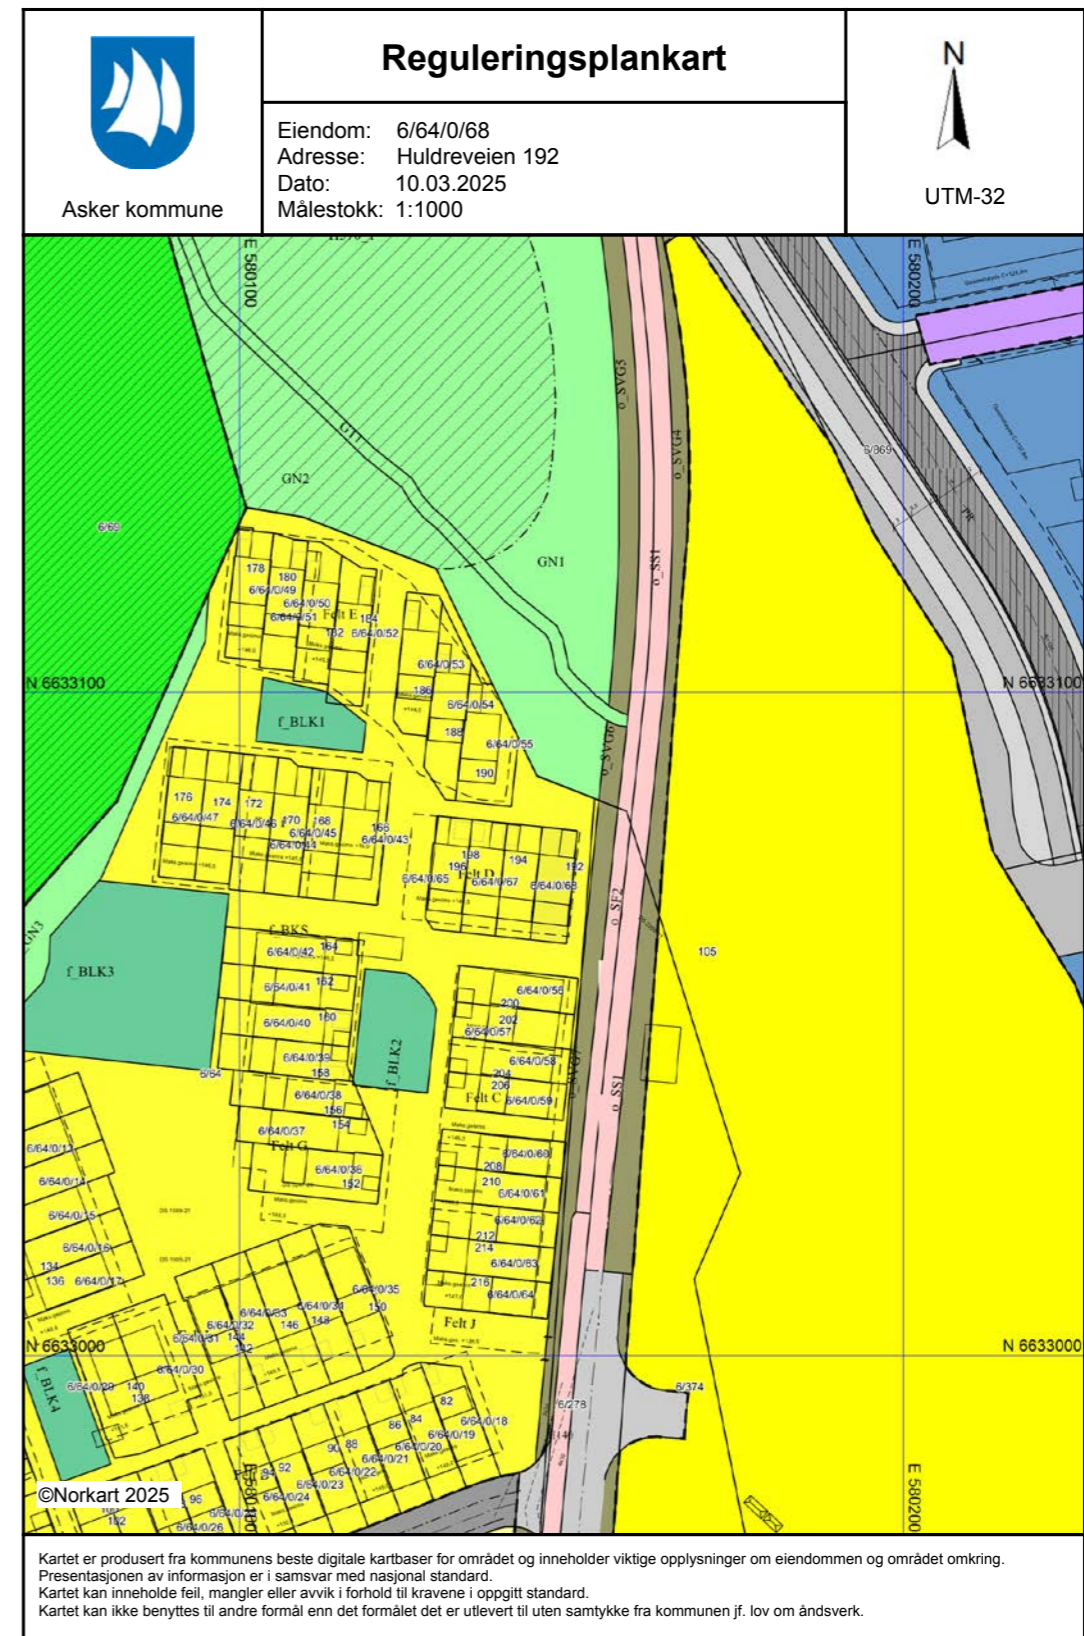 Reguleringsplankart
Eiendom: 6/64/0/68
Adresse: Huldreveien 192
Dato: 10.03.2025
Målestokk: 1:1000
Asker kommune
N
UTM-32
E 580100
E 580200
o_SVG5
o_SVG4
GT1
GN2
6/869
6/69
GN1
o_SS1
PR
178
180
6/64/0/49
6/64/0/50
6/64/0/51
Felt E
184
182
6/64/0/52
6/64/0/53
N 6633100
N 6633100
186
6/64/0/54
f_BLK1
188
6/64/0/55
o_SVG6
190
176
174
172
6/64/0/47
6/64/0/46
170
168
6/64/0/45
166
6/64/0/43
6/64/0/44
198
194
192
196
6/64/0/65
Felt D
6/64/0/67
6/64/0/68
o_SF2
f_BKS
164
6/64/0/42
105
f_BLK3
162
6/64/0/41
6/64/0/56
200
202
6/64/0/57
160
6/64/0/40
f_BLK2
6/64/0/39
158
6/64
6/64/0/58
204
206
o_SVG7
Felt C
6/64/0/59
o_SS1
6/64/0/38
156
154
6/64/0/37
Felt G
6/64/0/36
152
6/64/0/60
208
210
6/64/0/61
6/64/0/14
6/64/0/15
6/64/0/62
212
214
6/64/0/16
6/64/0/63
134
136
6/64/0/17
216
6/64/0/64
6/64/0/35
150
6/64/0/33
6/64/0/34
148
146
6/64/0/32
144
6/64/0/31
142
Felt J
N 6633000
N 6633000
6/64/0/30
6/64/0/29
140
138
f_BLK4
6/374
6/278
82
84
86
6/64/0/18
6/64/0/19
6/64/0/20
88
90
6/64/0/21
92
94
6/64/0/22
6/64/0/23
6/64/0/24
96
6/64/0/26
E 580100
E 580200
©Norkart 2025
Kartet er produsert fra kommunens beste digitale kartbaser for området og inneholder viktige opplysninger om eiendommen og området omkring.
Presentasjonen av informasjon er i samsvar med nasjonal standard.
Kartet kan inneholde feil, mangler eller avvik i forhold til kravene i oppgitt standard.
Kartet kan ikke benyttes til andre formål enn det formålet det er utlevert til uten samtykke fra kommunen jf. lov om åndsverk.